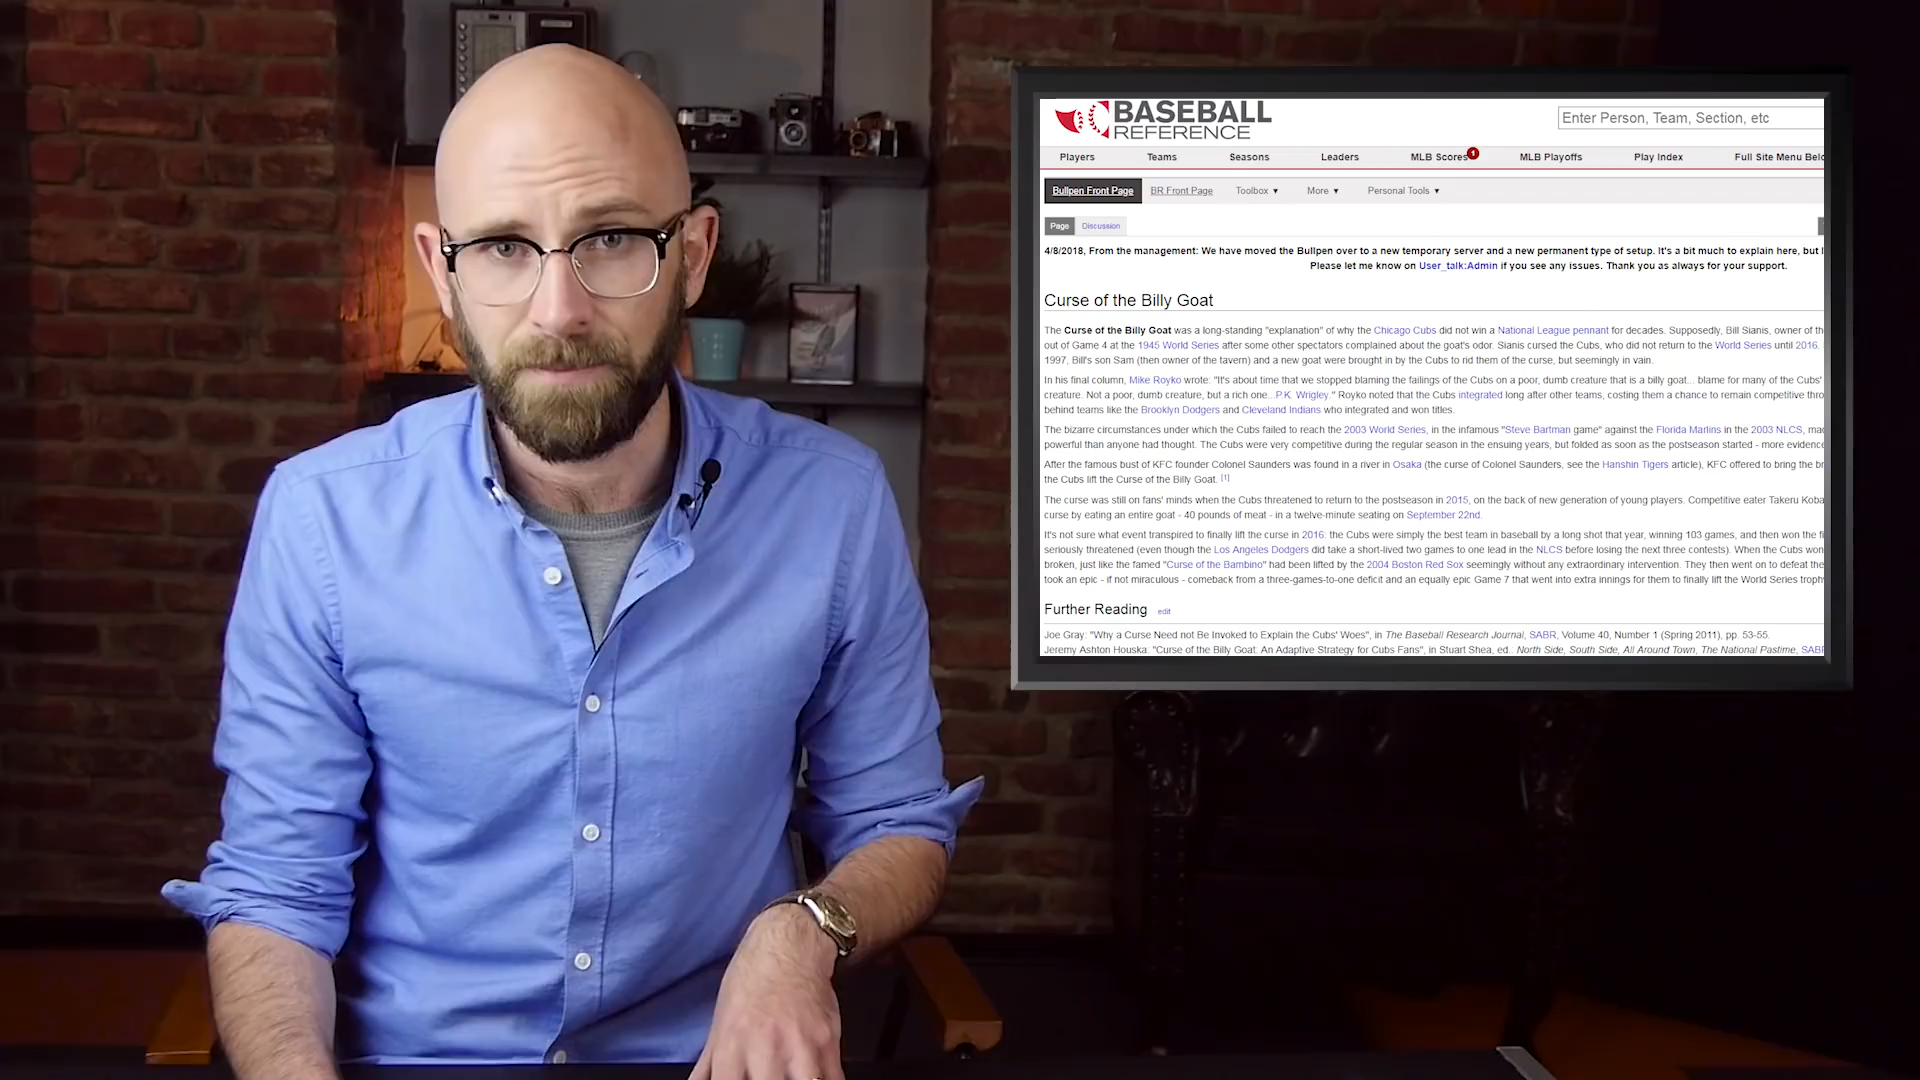 BASEBALL
REFERENCE
Enter Person, Team, Section, etc
Players Teams Seasons Leaders MLB Scores 1 MLB Playoffs Play Index Full Site Menu Belo
Bullpen Front Page BR Front Page Toolbox ▼ More ▼ Personal Tools ▼
Page Discussion
4/8/2018, From the management: We have moved the Bullpen over to a new temporary server and a new permanent type of setup. It's a bit much to explain here, but I
Please let me know on User_talk:Admin if you see any issues. Thank you as always for your support.
Curse of the Billy Goat
The Curse of the Billy Goat was a long-standing "explanation" of why the Chicago Cubs did not win a National League pennant for decades. Supposedly, Bill Sianis, owner of th
out of Game 4 at the 1945 World Series after some other spectators complained about the goat's odor. Sianis cursed the Cubs, who did not return to the World Series until 2016.
1997, Bill's son Sam (then owner of the tavern) and a new goat were brought in by the Cubs to rid them of the curse, but seemingly in vain.
In his final column, Mike Royko wrote: "It's about time that we stopped blaming the failings of the Cubs on a poor, dumb creature that is a billy goat... blame for many of the Cubs'
creature. Not a poor, dumb creature, but a rich one...P.K. Wrigley." Royko noted that the Cubs integrated long after other teams, costing them a chance to remain competitive thro
behind teams like the Brooklyn Dodgers and Cleveland Indians who integrated and won titles.
The bizarre circumstances under which the Cubs failed to reach the 2003 World Series, in the infamous "Steve Bartman game" against the Florida Marlins in the 2003 NLCS, mad
powerful than anyone had thought. The Cubs were very competitive during the regular season in the ensuing years, but folded as soon as the postseason started - more evidence
After the famous bust of KFC founder Colonel Saunders was found in a river in Osaka (the curse of Colonel Saunders, see the Hanshin Tigers article), KFC offered to bring the br
the Cubs lift the Curse of the Billy Goat. [1]
The curse was still on fans' minds when the Cubs threatened to return to the postseason in 2015, on the back of new generation of young players. Competitive eater Takeru Koba
curse by eating an entire goat - 40 pounds of meat - in a twelve-minute seating on September 22nd.
It's not sure what event transpired to finally lift the curse in 2016: the Cubs were simply the best team in baseball by a long shot that year, winning 103 games, and then won the fi
seriously threatened (even though the Los Angeles Dodgers did take a short-lived two games to one lead in the NLCS before losing the next three contests). When the Cubs won
broken, just like the famed "Curse of the Bambino" had been lifted by the 2004 Boston Red Sox seemingly without any extraordinary intervention. They then went on to defeat the
took an epic - if not miraculous - comeback from a three-games-to-one deficit and an equally epic Game 7 that went into extra innings for them to finally lift the World Series troph
Further Reading edit
Joe Gray: "Why a Curse Need not Be Invoked to Explain the Cubs' Woes", in The Baseball Research Journal, SABR, Volume 40, Number 1 (Spring 2011), pp. 53-55.
Jeremy Ashton Houska: "Curse of the Billy Goat: An Adaptive Strategy for Cubs Fans", in Stuart Shea, ed.: North Side, South Side, All Around Town, The National Pastime, SABR